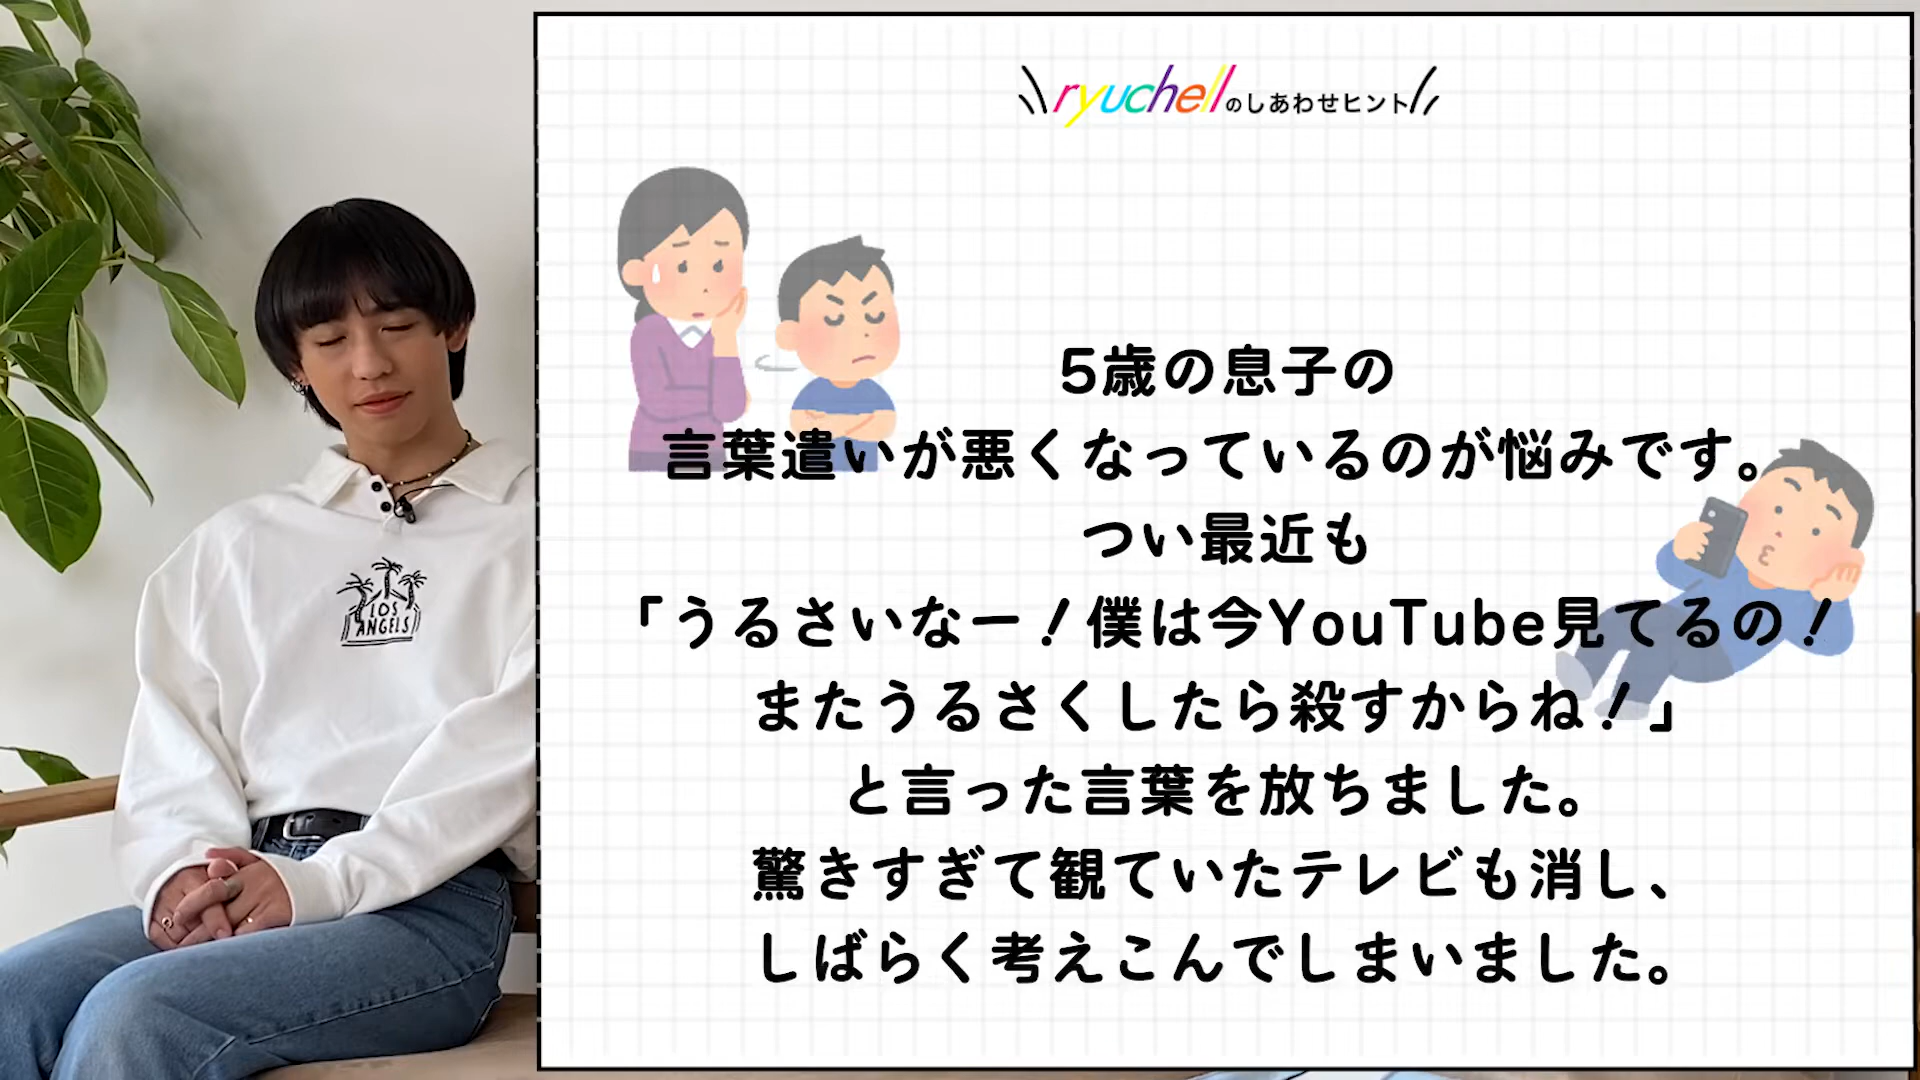 ryuchellのしあわせヒント
5歳の息子の
言葉遣いが悪くなっているのが悩みです。
つい最近も
「うるさいなー！僕は今YouTube見てるの！
またうるさくしたら殺すからね！」
と言った言葉を放ちました。
驚きすぎて観ていたテレビも消し、
しばらく考えこんでしまいました。
LOS
ANGELS